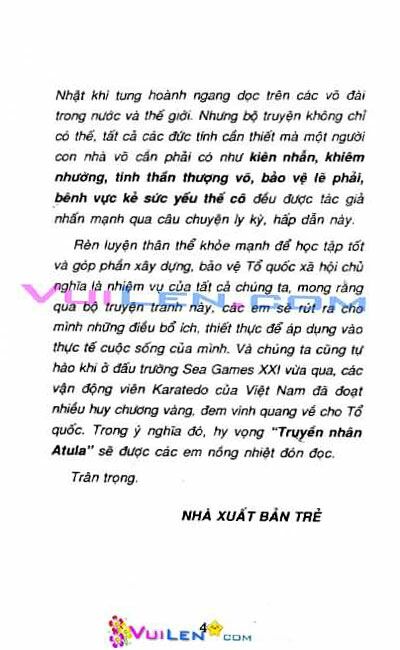 Nhật khi tung hoành ngang dọc trên các võ đài
trong nước và thế giới. Nhưng bộ truyện không chỉ
có thế, tất cả các đức tính cần thiết mà một người
con nhà võ cần phải có như kiên nhẫn, khiêm
nhường, tinh thần thượng võ, bảo vệ lẽ phải,
bênh vực kẻ sức yếu thế cô đều được tác giả
nhấn mạnh qua câu chuyện ly kỳ, hấp dẫn này.
Rèn luyện thân thể khỏe mạnh để học tập tốt
và góp phần xây dựng, bảo vệ Tổ quốc xã hội chủ
nghĩa là nhiệm vụ của tất cả chúng ta, mong rằng
qua bộ truyện tranh này, các em sẽ rút ra cho
mình những điều bổ ích, thiết thực để áp dụng vào
thực tế cuộc sống của mình. Và chúng ta cũng tự
hào khi ở đấu trường Sea Games XXI vừa qua, các
vận động viên Karatedo của Việt Nam đã đoạt
nhiều huy chương vàng, đem vinh quang về cho Tổ
quốc. Trong ý nghĩa đó, hy vọng "Truyền nhân
Atula" sẽ được các em nồng nhiệt đón đọc.
Trân trọng.
NHÀ XUẤT BẢN TRẺ
4
VUILEN.COM
VUILEN.COM